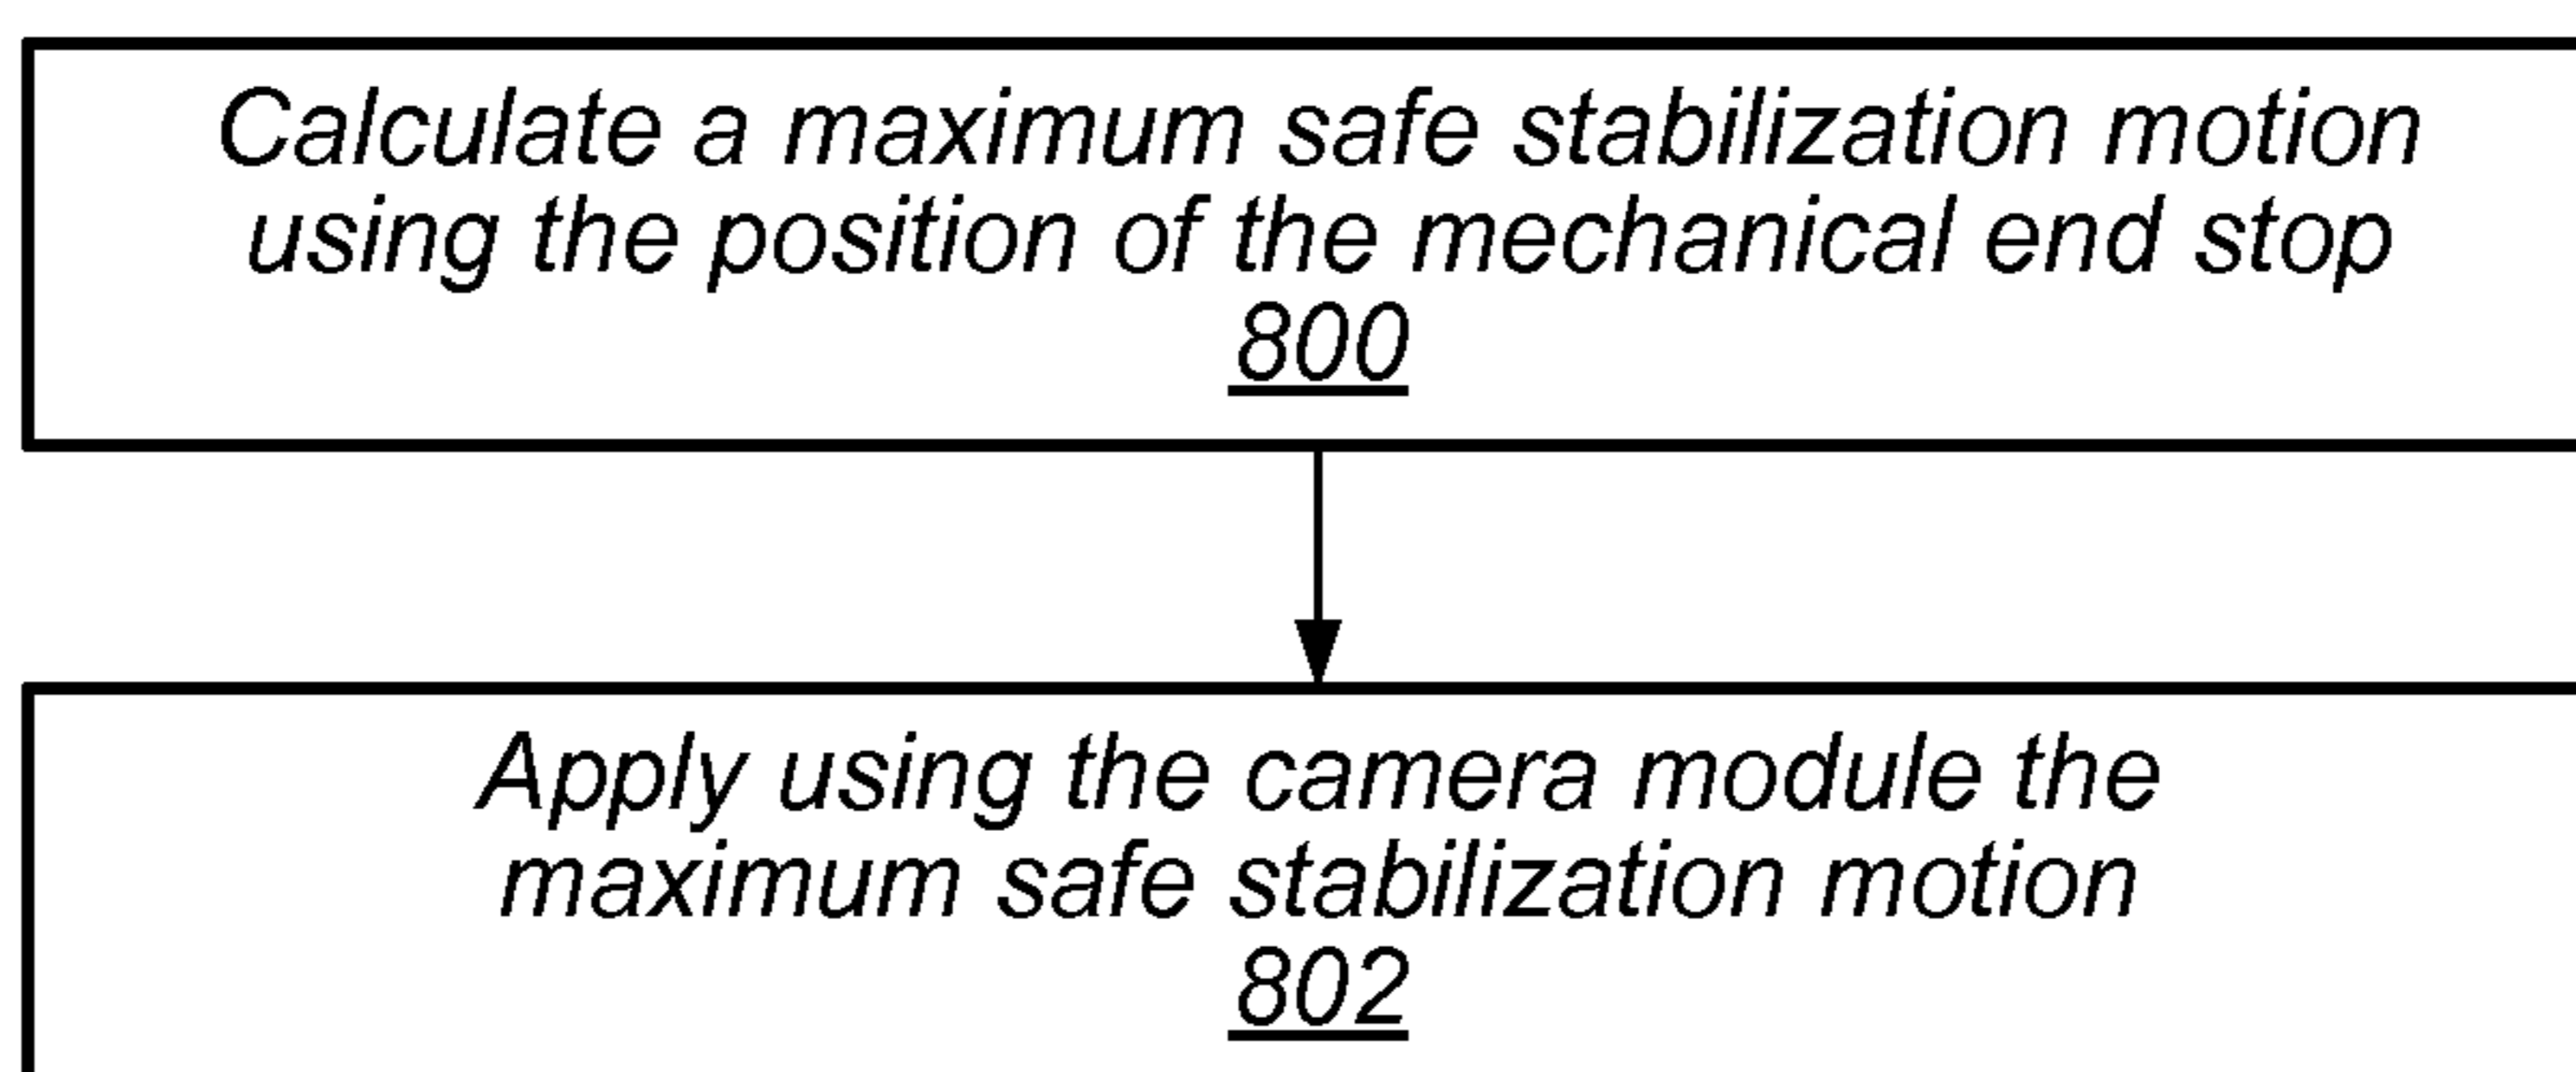 Calculate a maximum safe stabilization motion
using the position of the mechanical end stop
800
Apply using the camera module the
maximum safe stabilization motion
802